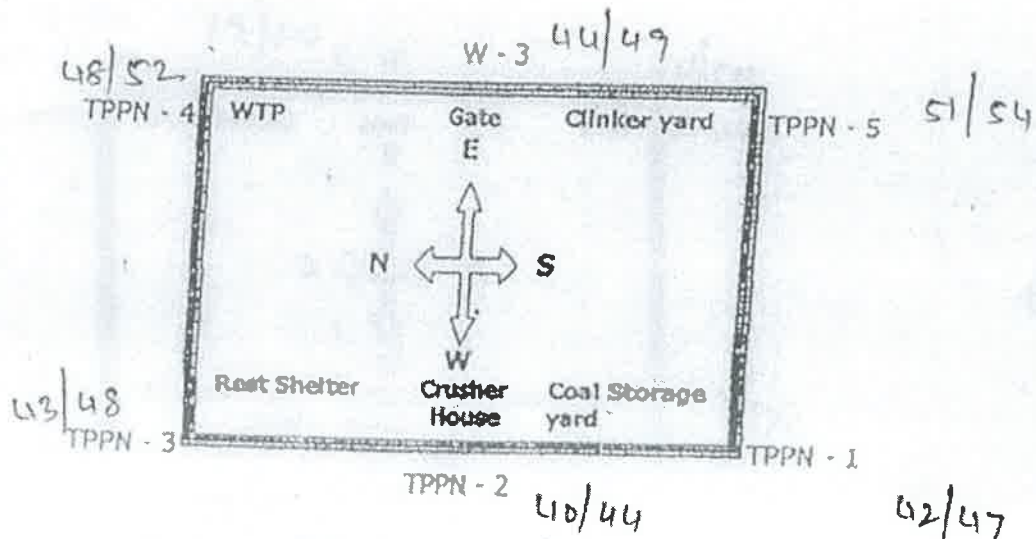 44/49
W - 3
48/52
TPPN - 4
WTP
Gate
Clinker yard
TPPN - 5
51/54
E
N
S
W
Rest Shelter
Crusher House
Coal Storage yard
43/48
TPPN - 3
TPPN - 1
TPPN - 2
40/44
42/47